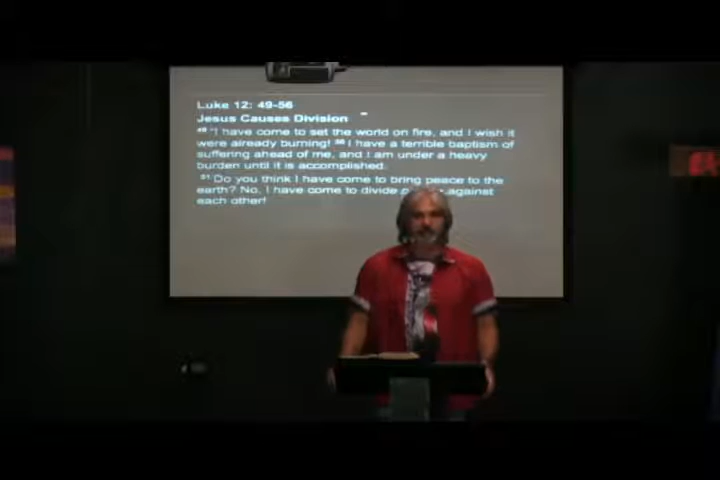 Luke 12: 49-56
Jesus Causes Division
49 "I have come to set the world on fire, and I wish it
were already burning! 50 I have a terrible baptism of
suffering ahead of me, and I am under a heavy
burden until it is accomplished.
51 Do you think I have come to bring peace to the
earth? No, I have come to divide against
each other!